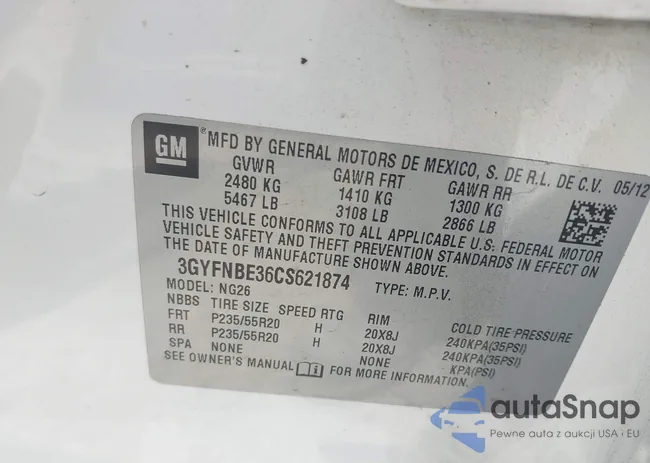 GM
® MFD BY GENERAL MOTORS DE MEXICO, S. DE R.L. DE C.V. 05/12
GVWR GAWR FRT GAWR RR
2480 KG 1410 KG 1300 KG
5467 LB 3108 LB 2866 LB
THIS VEHICLE CONFORMS TO ALL APPLICABLE U.S. FEDERAL MOTOR
VEHICLE SAFETY AND THEFT PREVENTION STANDARDS IN EFFECT ON
THE DATE OF MANUFACTURE SHOWN ABOVE.
3GYFNBE36CS621874 TYPE: M.P.V.
MODEL: NG26
NBBS TIRE SIZE SPEED RTG RIM COLD TIRE PRESSURE
FRT P235/55R20 H 20X8J 240KPA(35PSI)
RR P235/55R20 H 20X8J 240KPA(35PSI)
SPA NONE NONE KPA(PSI)
SEE OWNER'S MANUAL i FOR MORE INFORMATION.
autaSnap
Pewne auta z aukcji USA i EU